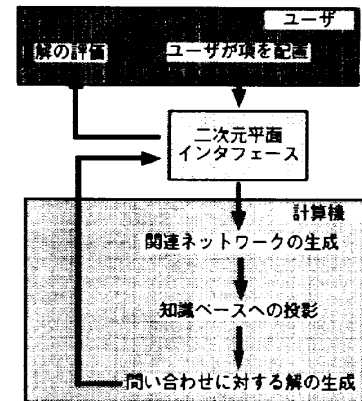 ユーザ
解の評価
ユーザが項を配置
二次元平面
インタフェース
計算機
関連ネットワークの生成
知識ベースへの投影
問い合わせに対する解の生成